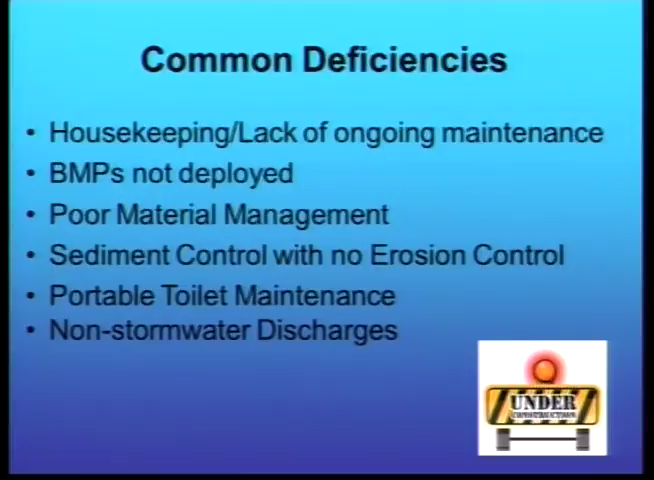 Common Deficiencies
• Housekeeping/Lack of ongoing maintenance
• BMPs not deployed
• Poor Material Management
• Sediment Control with no Erosion Control
• Portable Toilet Maintenance
• Non-stormwater Discharges
UNDER
CONSTRUCTION